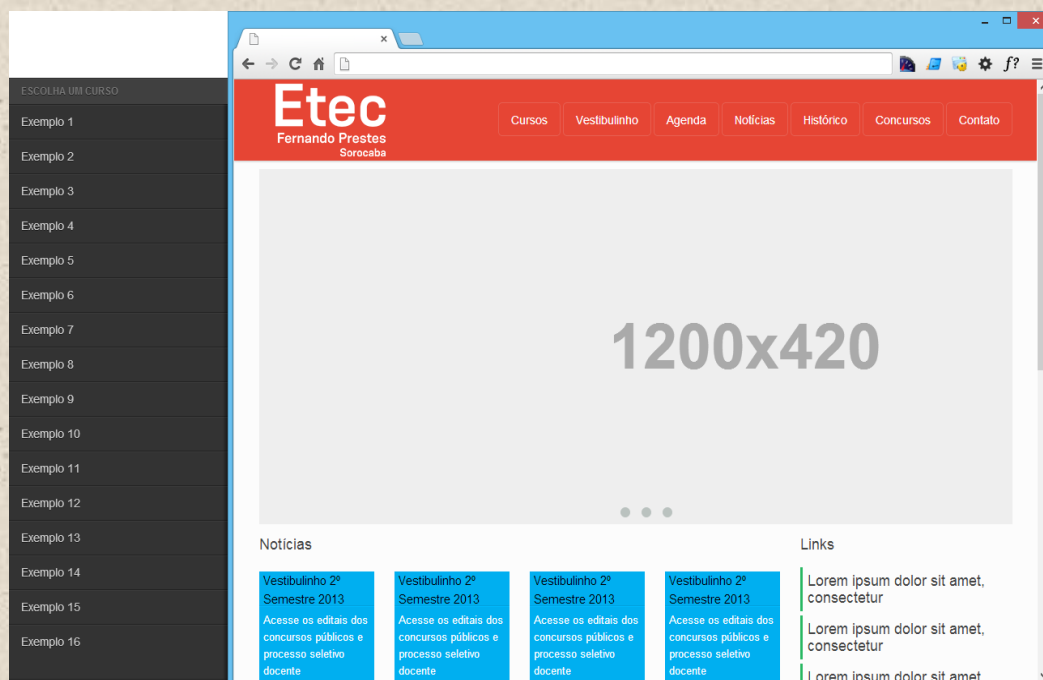 ESCOLHA UM CURSO
Exemplo 1
Exemplo 2
Exemplo 3
Exemplo 4
Exemplo 5
Exemplo 6
Exemplo 7
Exemplo 8
Exemplo 9
Exemplo 10
Exemplo 11
Exemplo 12
Exemplo 13
Exemplo 14
Exemplo 15
Exemplo 16
f?
Etec
Fernando Prestes
Sorocaba
Cursos Vestibulinho Agenda Notícias Histórico Concursos Contato
1200x420
Notícias
Vestibulinho 2º
Semestre 2013
Acesse os editais dos
concursos públicos e
processo seletivo
docente
Vestibulinho 2º
Semestre 2013
Acesse os editais dos
concursos públicos e
processo seletivo
docente
Vestibulinho 2º
Semestre 2013
Acesse os editais dos
concursos públicos e
processo seletivo
docente
Vestibulinho 2º
Semestre 2013
Acesse os editais dos
concursos públicos e
processo seletivo
docente
Links
Lorem ipsum dolor sit amet,
consectetur
Lorem ipsum dolor sit amet,
consectetur
Lorem ipsum dolor sit amet